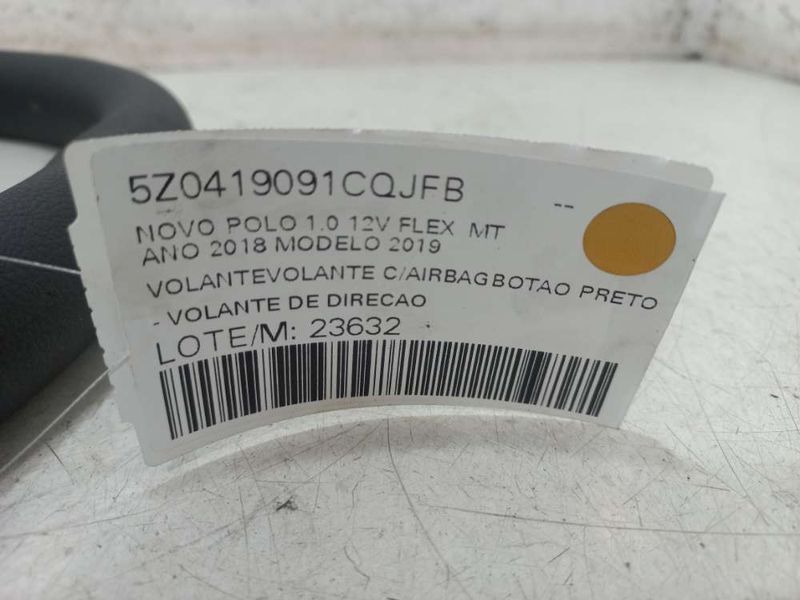 5Z0419091CQJFB
--
NOVO POLO 1.0 12V FLEX MT
ANO 2018 MODELO 2019
VOLANTEVOLANTE C/AIRBAGBOTAO PRETO
- VOLANTE DE DIRECAO
LOTE/M: 23632